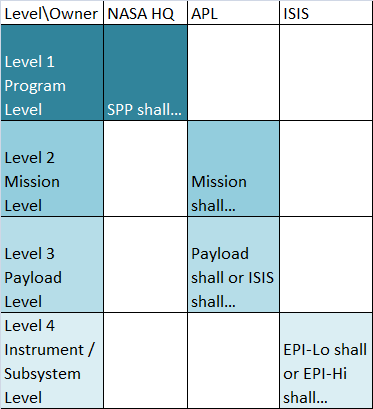 Level\Owner NASA HQ APL ISIS
Level 1
Program
Level SPP shall...
Level 2
Mission Mission
Level shall...
Level 3 Payload
Payload shall or ISIS
Level shall...
Level 4
Instrument / EPI-Lo shall
Subsystem or EPI-Hi
Level shall...